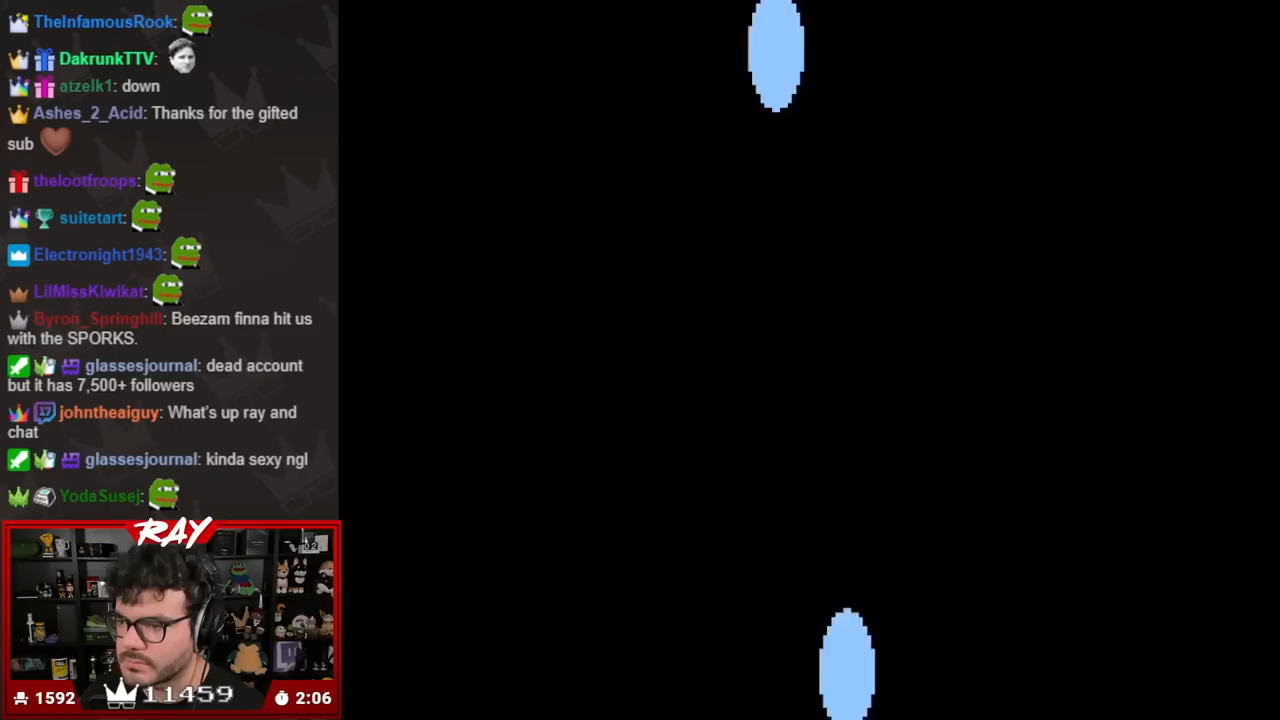 TheInfamousRook:
DakrunkTTV:
atzelk1: down
Ashes_2_Acid: Thanks for the gifted
sub
thelootfroops:
suitetart:
Electronight1943:
LilMissKiwikat:
Byron_Springhill: Beezam finna hit us
with the SPORKS.
glassesjournal: dead account
but it has 7,500+ followers
johntheaiguy: What's up ray and
chat
glassesjournal: kinda sexy ngl
YodaSusej:
RAY
1592
11459
2:06